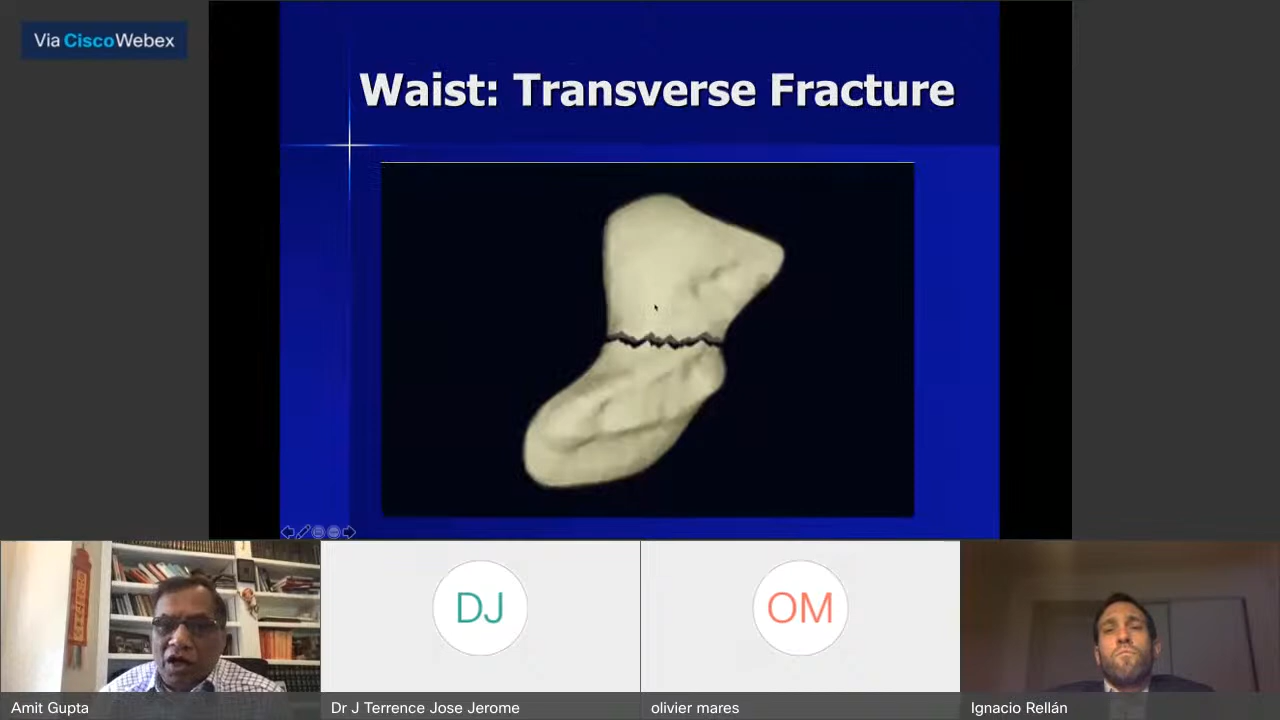 Via CiscoWebex
Waist: Transverse Fracture
DJ
OM
Amit Gupta
Dr J Terrence Jose Jerome
olivier mares
Ignacio Rellán